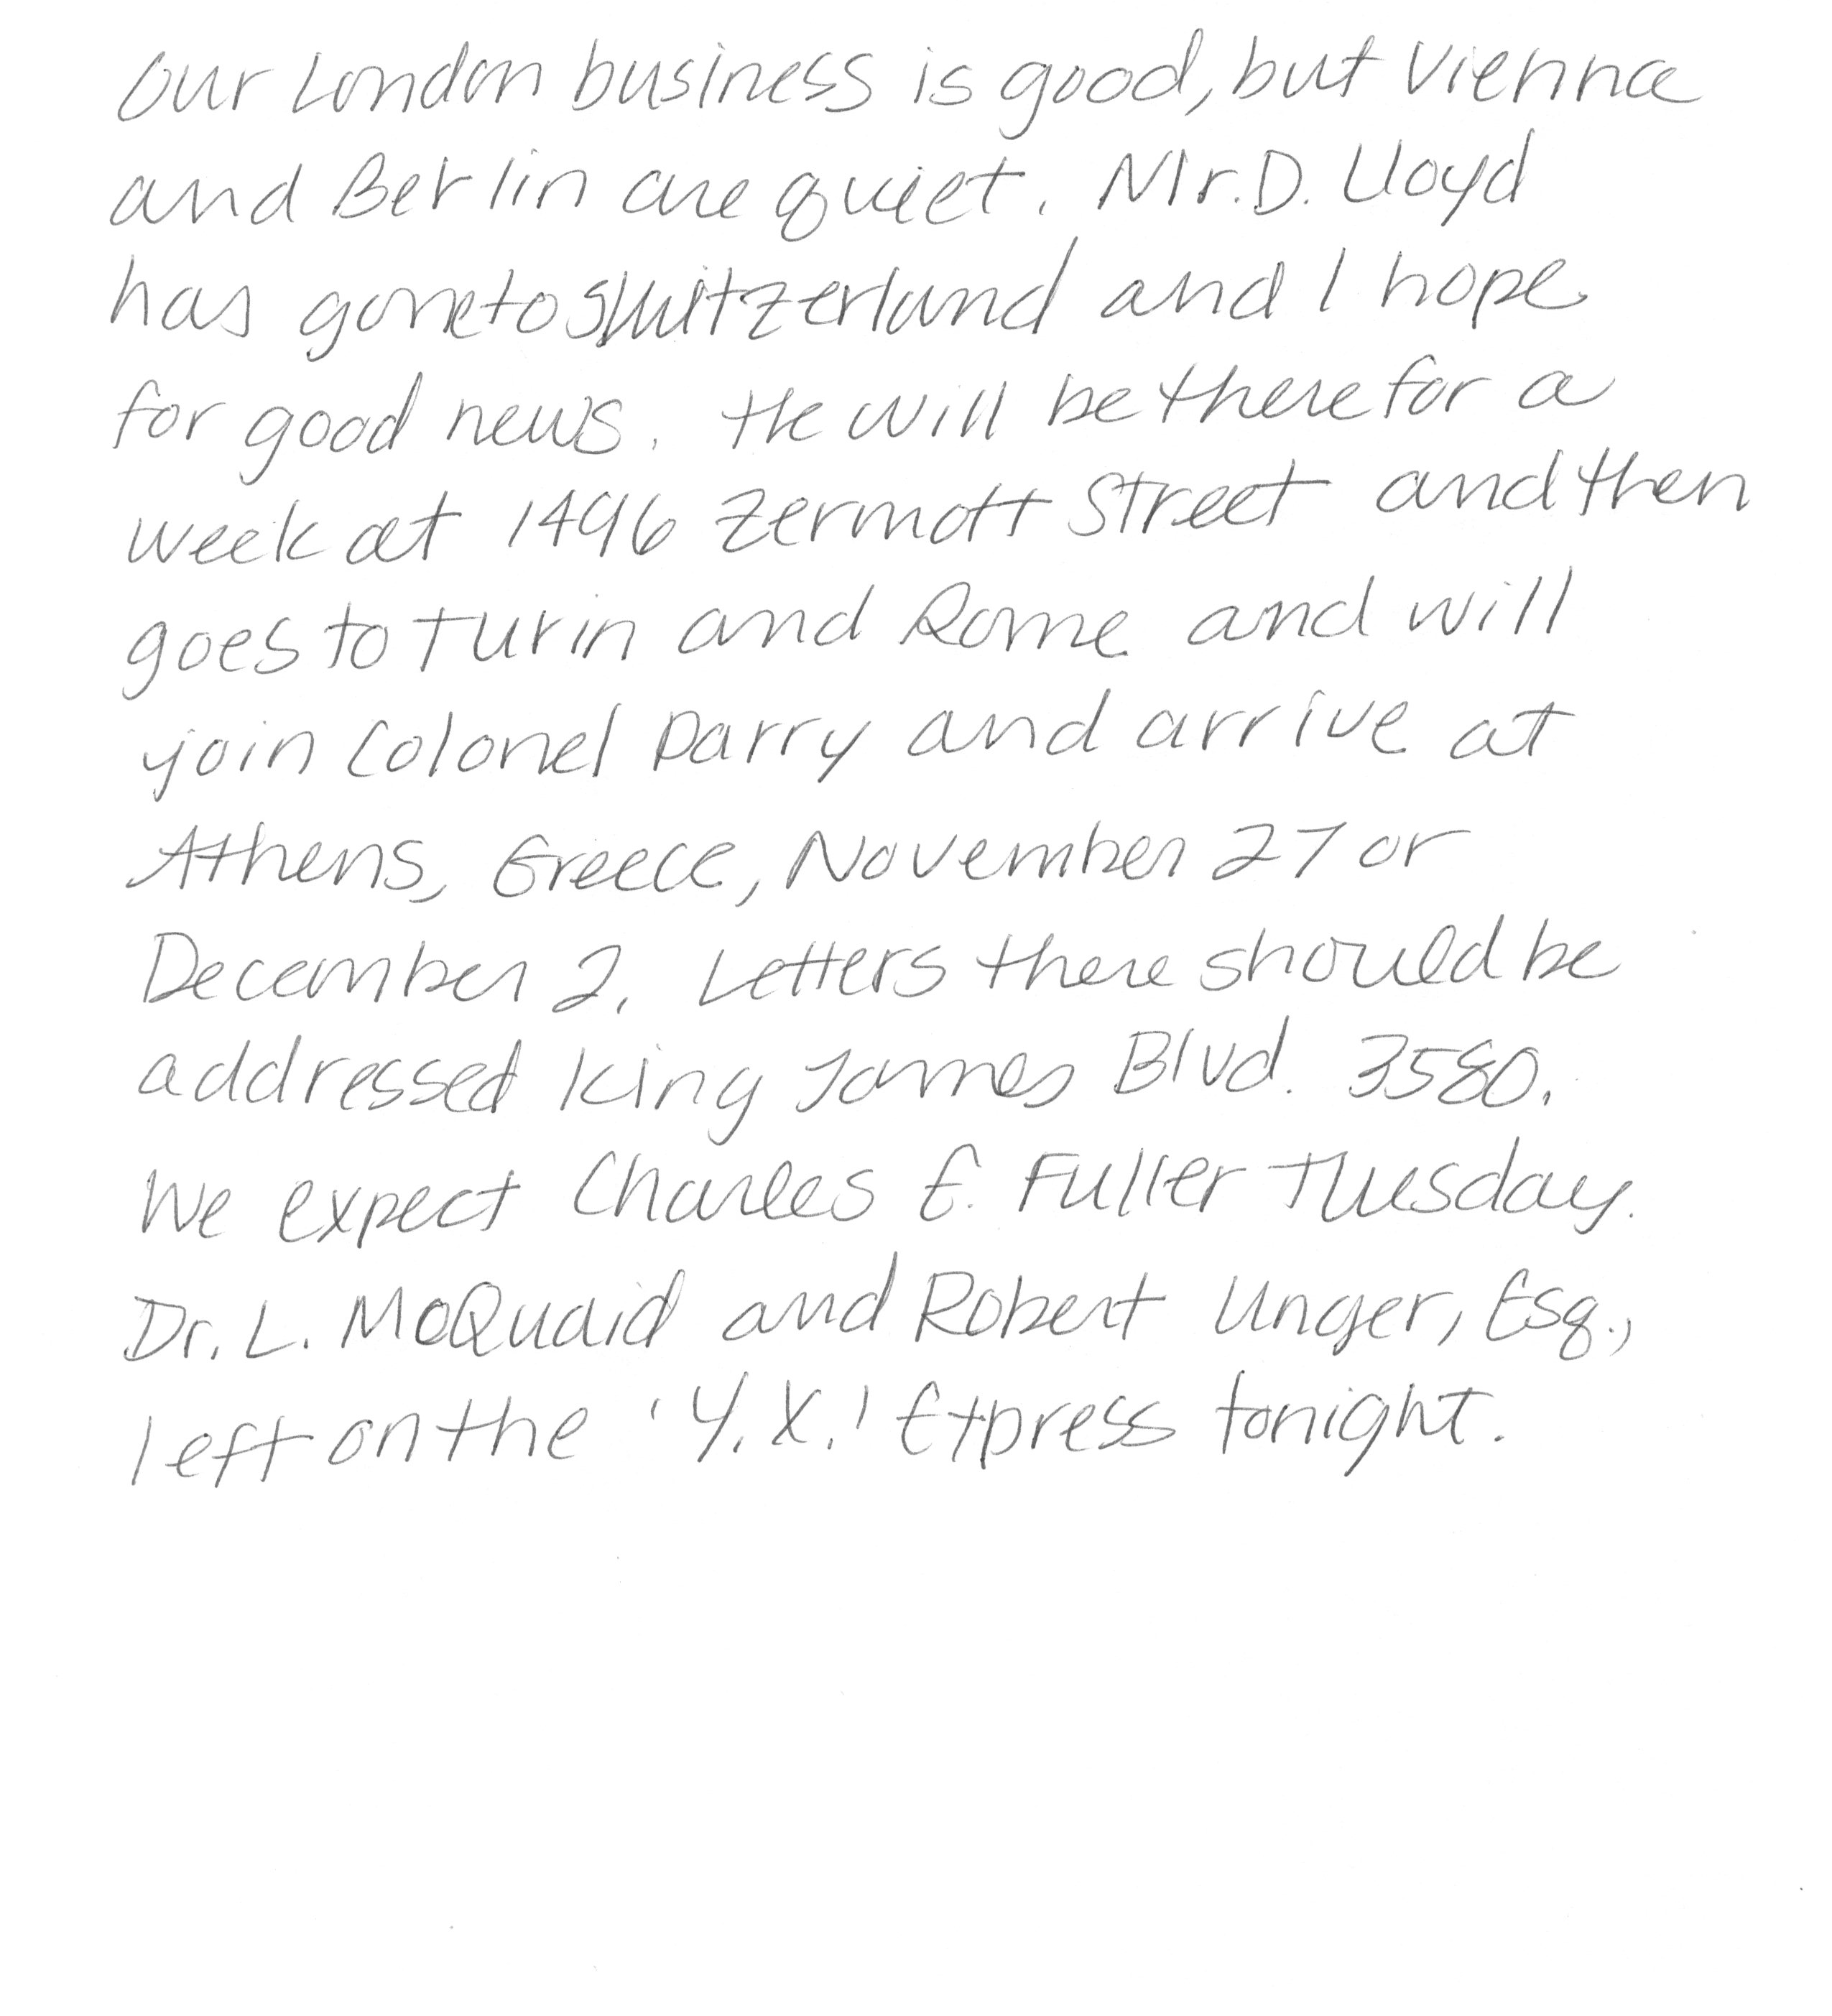 Our London business is good, but Vienna
and Berlin are quiet. Mr. D. Lloyd
has gone to Switzerland and I hope
for good news. He will be there for a
week at 1496 Zermott Street and then
goes to Turin and Rome and will
join Colonel Parry and arrive at
Athens, Greece, November 27 or
December 2. Letters there should be
addressed King James Blvd. 3580.
We expect Charles E. Fuller Tuesday.
Dr. L. McQuaid and Robert Unger, Esq.,
left on the 'Y.X.' Express tonight.